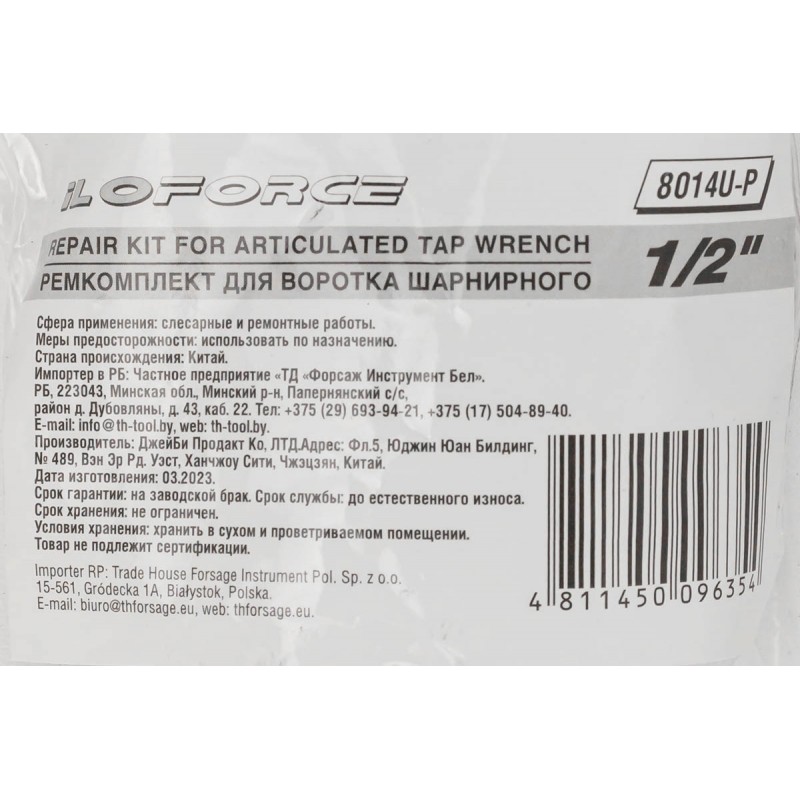 iLOFORCE
8014U-P
REPAIR KIT FOR ARTICULATED TAP WRENCH
РЕМКОМПЛЕКТ ДЛЯ ВОРОТКА ШАРНИРНОГО
1/2"
Сфера применения: слесарные и ремонтные работы.
Меры предосторожности: использовать по назначению.
Страна происхождения: Китай.
Импортер в РБ: Частное предприятие «ТД «Форсаж Инструмент Бел».
РБ, 223043, Минская обл., Минский р-н, Папернянский с/с,
район д. Дубовляны, д. 43, каб. 22. Тел: +375 (29) 693-94-21, +375 (17) 504-89-40.
E-mail: info@th-tool.by, web: th-tool.by.
Производитель: ДжейБи Продакт Ко, ЛТД.Адрес: Фл.5, Юджин Юан Билдинг,
№ 489, Вэн Эр Рд. Уэст, Ханчжоу Сити, Чжэцзян, Китай.
Дата изготовления: 03.2023.
Срок гарантии: на заводской брак. Срок службы: до естественного износа.
Срок хранения: не ограничен.
Условия хранения: хранить в сухом и проветриваемом помещении.
Товар не подлежит сертификации.
Importer RP: Trade House Forsage Instrument Pol. Sp. z o.o.
15-561, Gródecka 1A, Białystok, Polska.
E-mail: biuro@thforsage.eu, web: thforsage.eu.
4 811450 096354